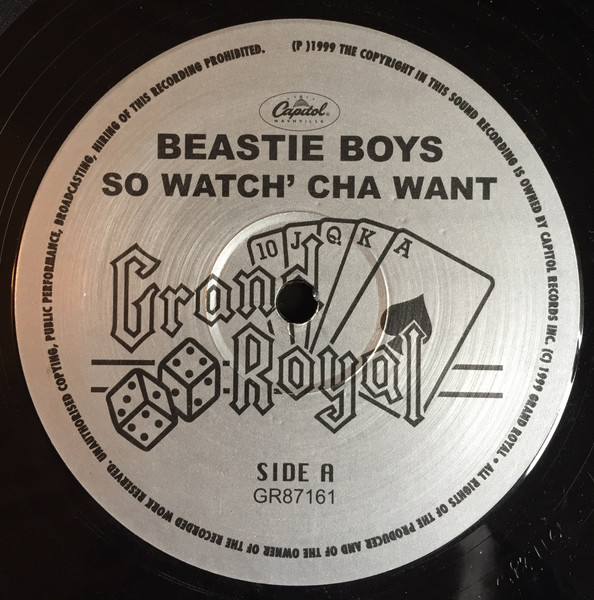 (P )1999 THE COPYRIGHT IN THIS SOUND RECORDING IS OWNED BY CAPITOL RECORDS INC. (C) 1999 GRAND ROYAL • ALL RIGHTS OF THE PRODUCER AND OF THE OWNER OF THE RECORDED WORK RESERVED. UNAUTHORISED COPYING, PUBLIC PERFORMANCE, BROADCASTING, HIRING OF THIS RECORDING PROHIBITED.
Capitol®
NASHVILLE
BEASTIE BOYS
SO WATCH' CHA WANT
10 J Q K A
Grand
Royal
SIDE A
GR87161